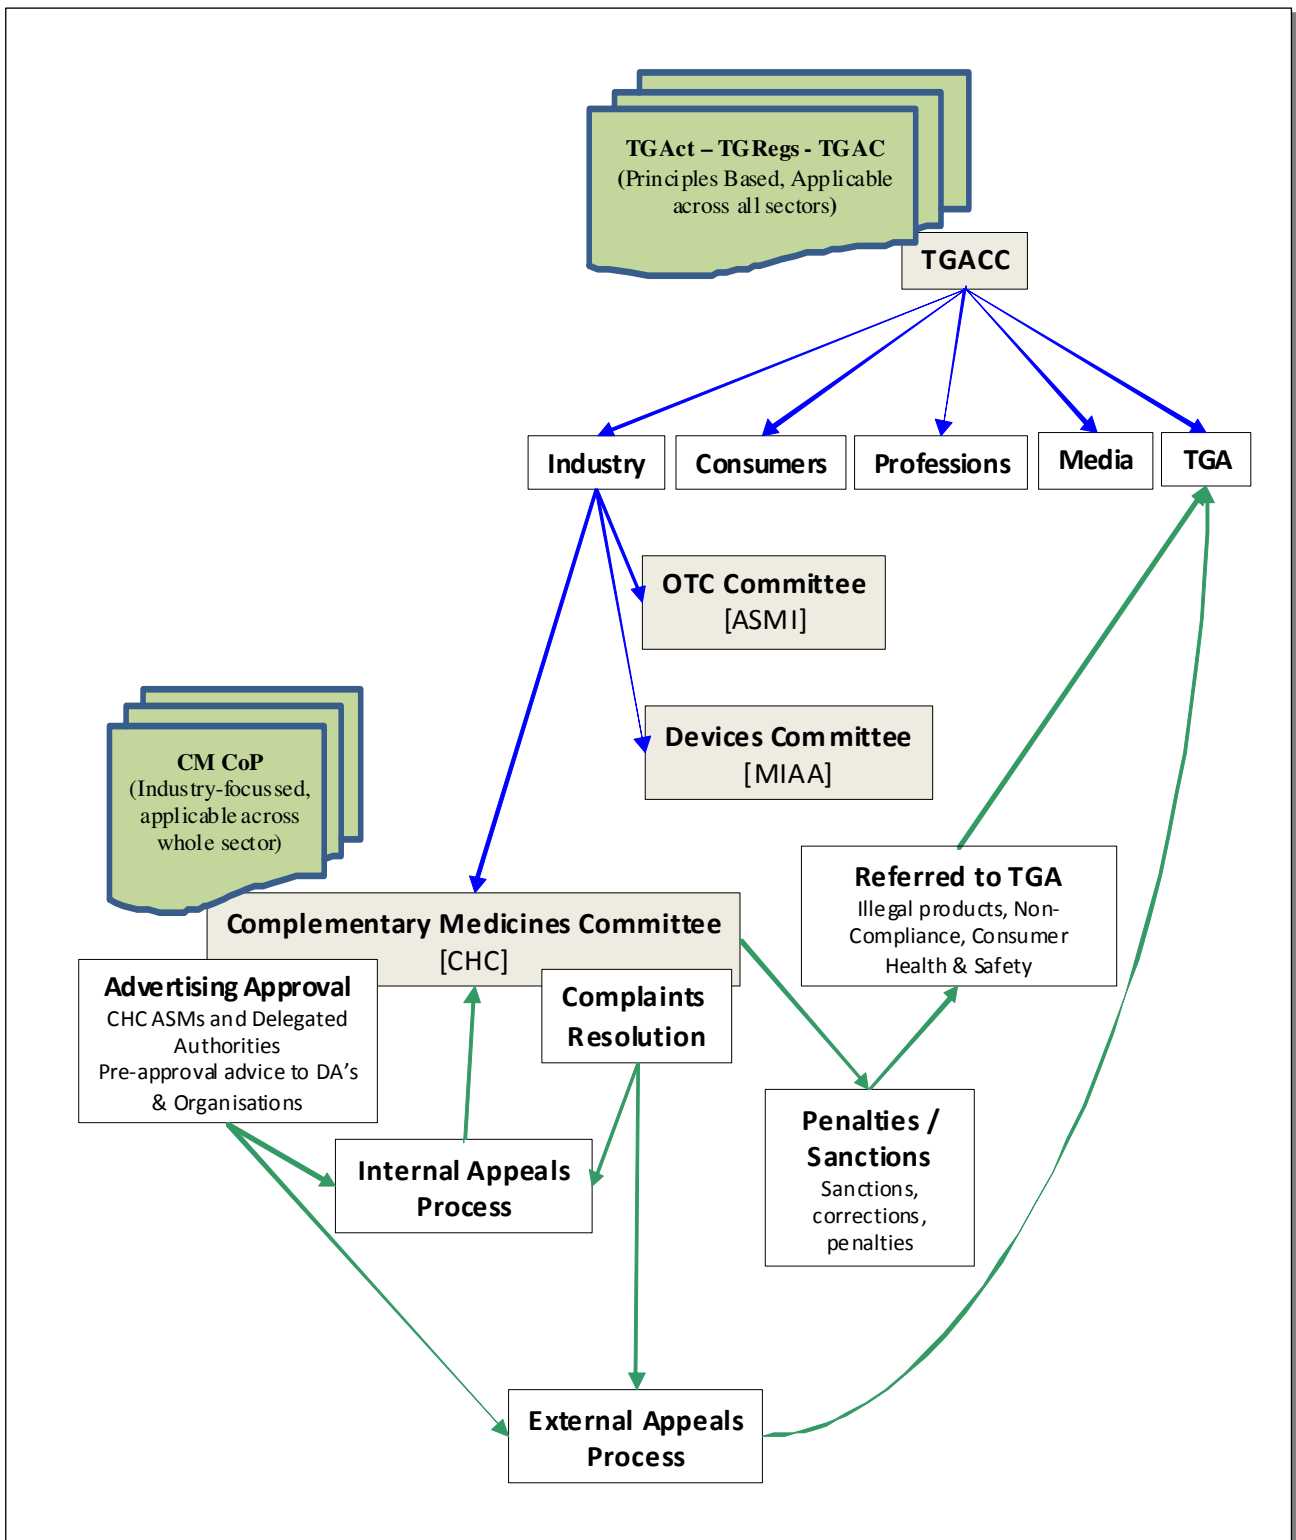 TGAct – TGRegs - TGAC
(Principles Based, Applicable
across all sectors)
TGACC
Industry
Consumers
Professions
Media
TGA
OTC Committee
[ASMI]
Devices Committee
[MIAA]
CM CoP
(Industry-focussed,
applicable across
whole sector)
Complementary Medicines Committee
[CHC]
Referred to TGA
Illegal products, Non-
Compliance, Consumer
Health & Safety
Advertising Approval
CHC ASMs and Delegated
Authorities
Pre-approval advice to DA's
& Organisations
Complaints
Resolution
Internal Appeals
Process
Penalties /
Sanctions
Sanctions,
corrections,
penalties
External Appeals
Process